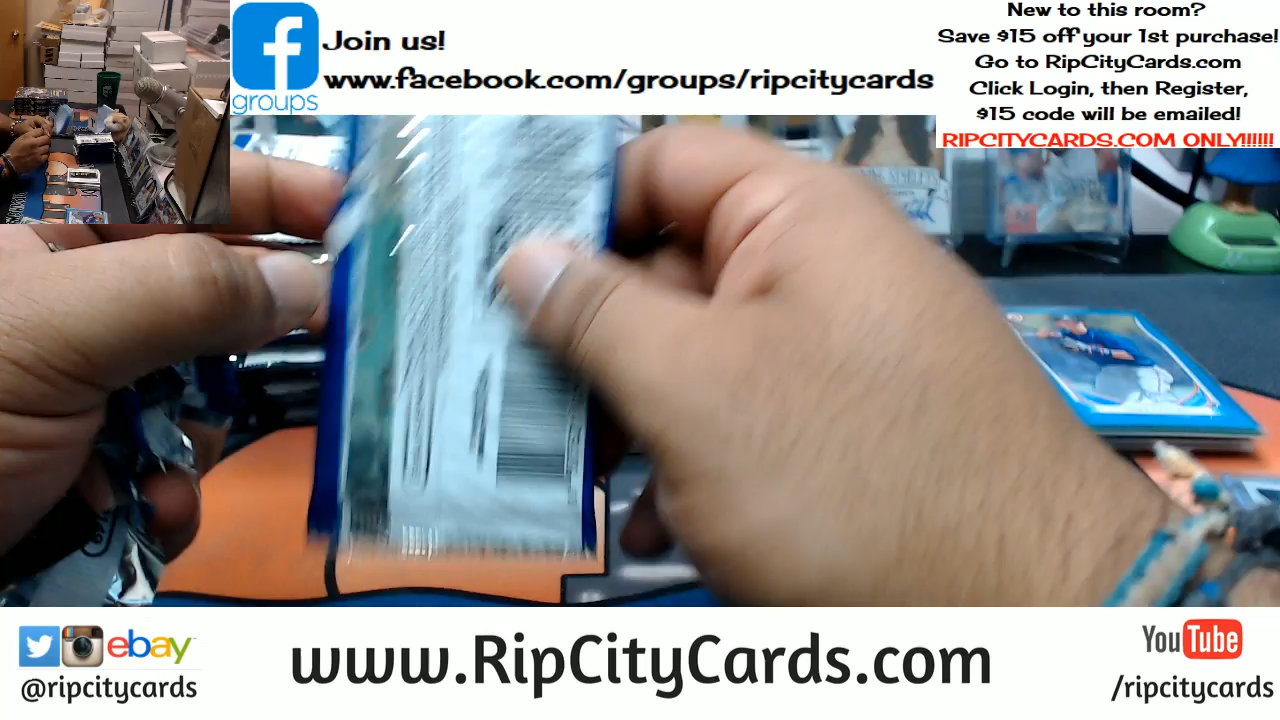 Join us!
www.facebook.com/groups/ripcitycards
f
groups
New to this room?
Save $15 off your 1st purchase!
Go to RipCityCards.com
Click Login, then Register,
$15 code will be emailed!
RIPCITYCARDS.COM ONLY!!!!!!
ebay
@ripcitycards
www.RipCityCards.com
YouTube
/ripcitycards